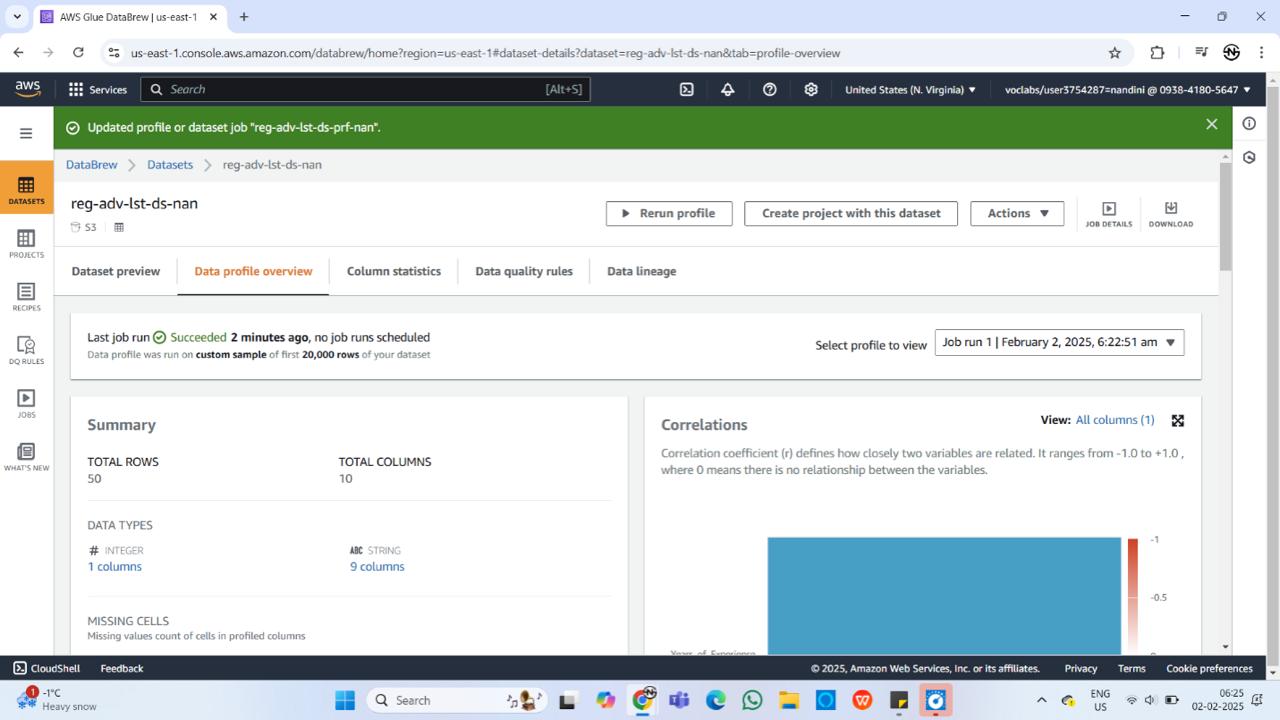 AWS Glue DataBrew | us-east-1
us-east-1.console.aws.amazon.com/databrew/home?region=us-east-1#dataset-details?dataset=reg-adv-lst-ds-nan&tab=profile-overview
aws
Services
Search
[Alt+S]
United States (N. Virginia)
voclabs/user3754287=nandini @ 0938-4180-5647
Updated profile or dataset job "reg-adv-lst-ds-prf-nan".
DATASETS
PROJECTS
RECIPES
DQ RULES
JOBS
WHAT'S NEW
DataBrew
Datasets
reg-adv-lst-ds-nan
reg-adv-lst-ds-nan
S3
Rerun profile
Create project with this dataset
Actions
JOB DETAILS
DOWNLOAD
Dataset preview
Data profile overview
Column statistics
Data quality rules
Data lineage
Last job run Succeeded 2 minutes ago, no job runs scheduled
Data profile was run on custom sample of first 20,000 rows of your dataset
Select profile to view
Job run 1 | February 2, 2025, 6:22:51 am
Summary
TOTAL ROWS
50
TOTAL COLUMNS
10
DATA TYPES
# INTEGER
1 columns
ABC STRING
9 columns
MISSING CELLS
Missing values count of cells in profiled columns
Correlations
View: All columns (1)
Correlation coefficient (r) defines how closely two variables are related. It ranges from -1.0 to +1.0 ,
where 0 means there is no relationship between the variables.
-1
-0.5
Years_of_Experience
CloudShell
Feedback
© 2025, Amazon Web Services, Inc. or its affiliates.
Privacy
Terms
Cookie preferences
1
-1°C
Heavy snow
Search
ENG
US
06:25
02-02-2025